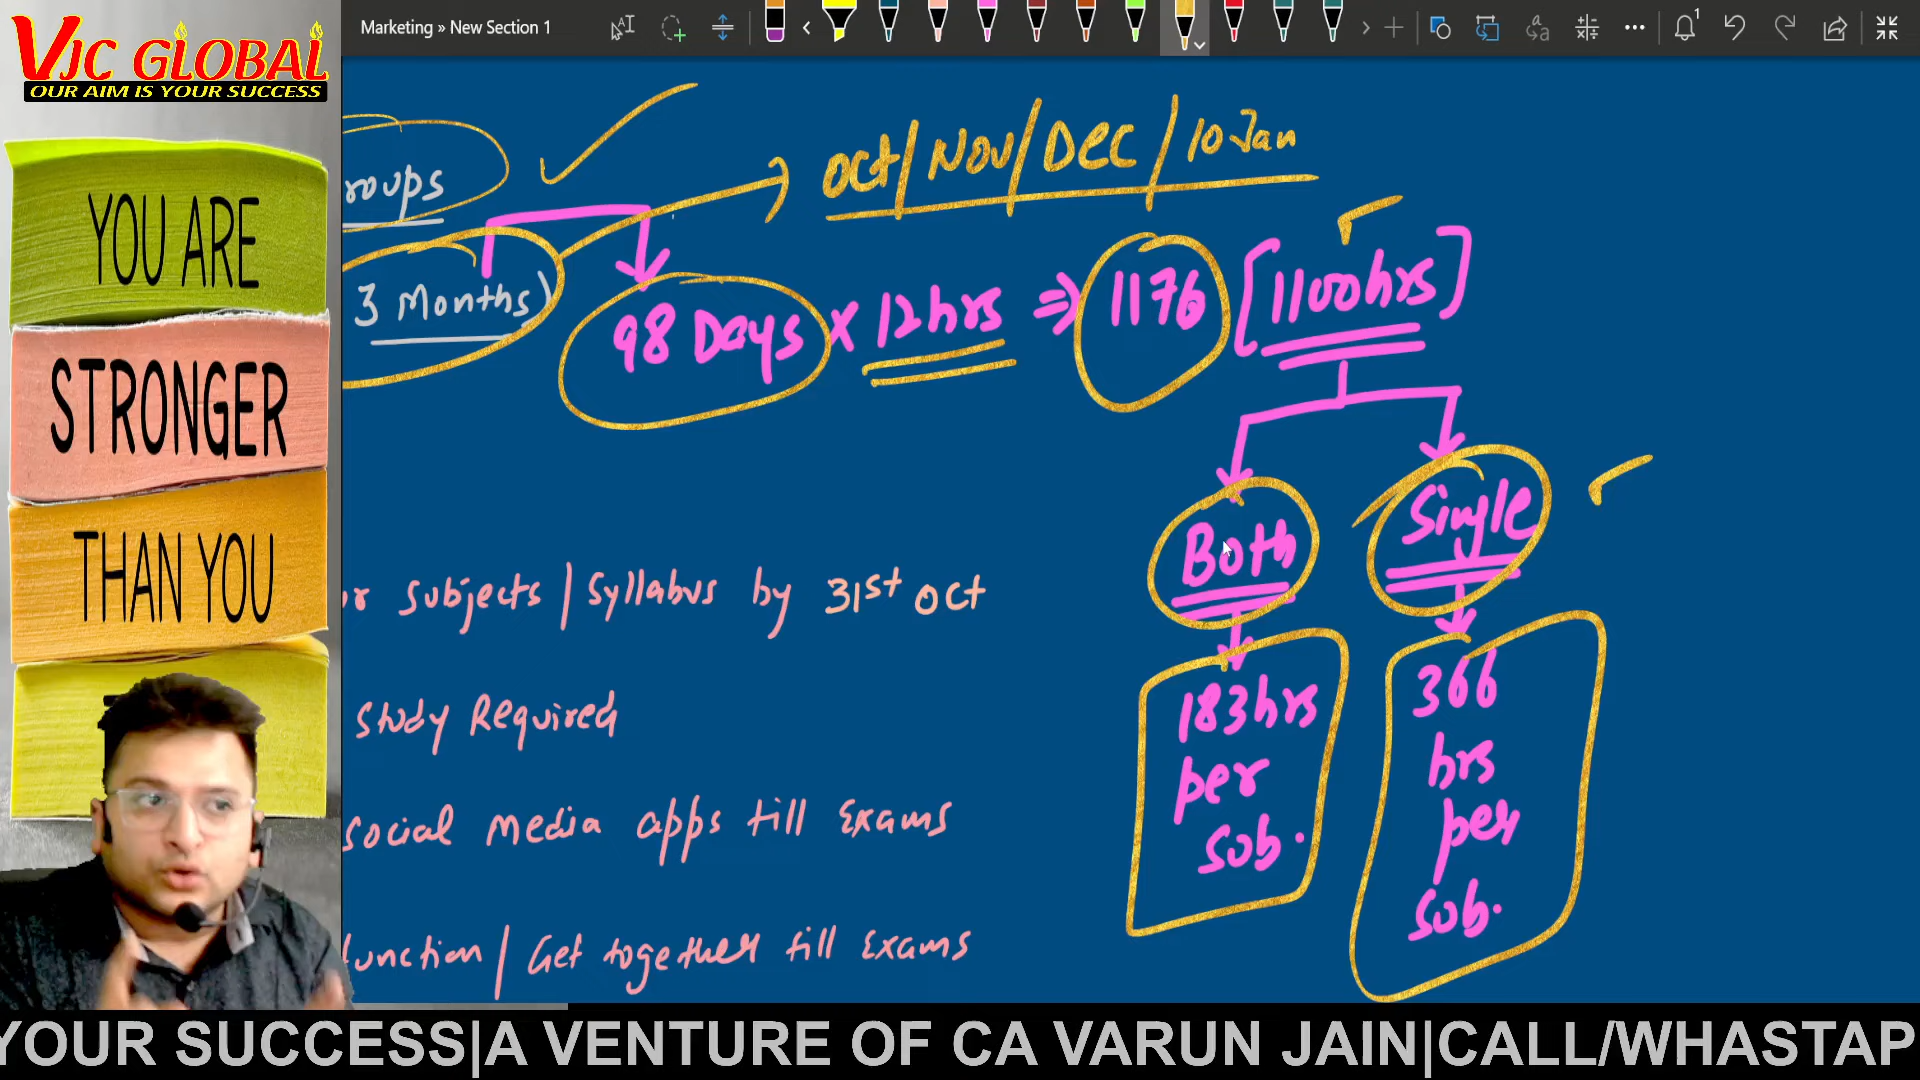 VJC GLOBAL
OUR AIM IS YOUR SUCCESS
Marketing » New Section 1
YOU ARE
STRONGER
THAN YOU
roups
Oct/Nov/Dec/10 Jan
3 Months)
98 Days x 12hrs ⇒ 1176 [1100hrs]
Both
Single
183hrs
per
sub.
366
hrs
per
sub.
or subjects / syllabus by 31st Oct
study Required
social media apps till Exams
function / Get together till Exams
YOUR SUCCESS|A VENTURE OF CA VARUN JAIN|CALL/WHASTAP